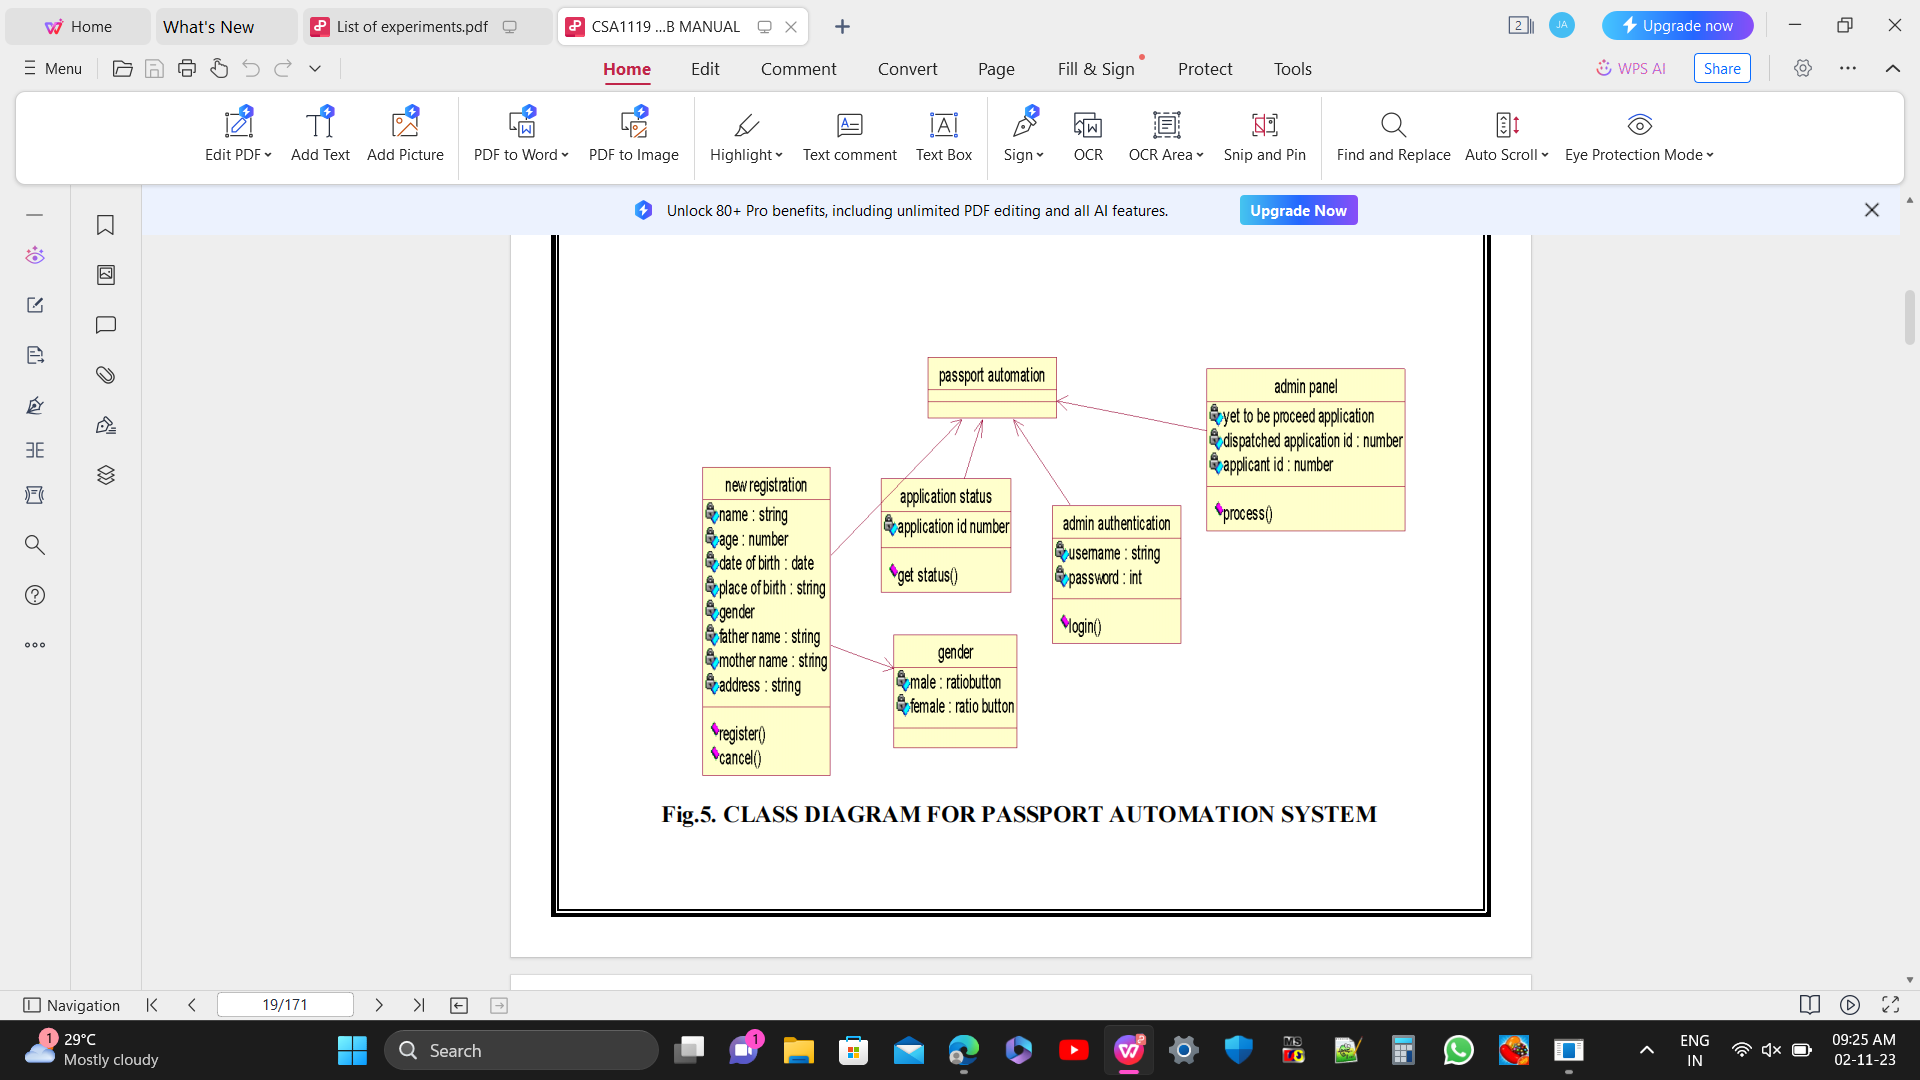 Home
What's New
List of experiments.pdf
CSA1119 ...B MANUAL
2
JA
Upgrade now
Menu
Home
Edit
Comment
Convert
Page
Fill & Sign
Protect
Tools
WPS AI
Share
Edit PDF
Add Text
Add Picture
PDF to Word
PDF to Image
Highlight
Text comment
Text Box
Sign
OCR
OCR Area
Snip and Pin
Find and Replace
Auto Scroll
Eye Protection Mode
Unlock 80+ Pro benefits, including unlimited PDF editing and all AI features.
Upgrade Now
passport automation
admin panel
yet to be proceed application
dispatched application id : number
applicant id : number
process()
new registration
name : string
age : number
date of birth : date
place of birth : string
gender
father name : string
mother name : string
address : string
register()
cancel()
application status
application id number
get status()
admin authentication
username : string
password : int
login()
gender
male : ratiobutton
female : ratio button
Fig.5. CLASS DIAGRAM FOR PASSPORT AUTOMATION SYSTEM
Navigation
19/171
1
29°C
Mostly cloudy
Search
1
ENG
IN
09:25 AM
02-11-23